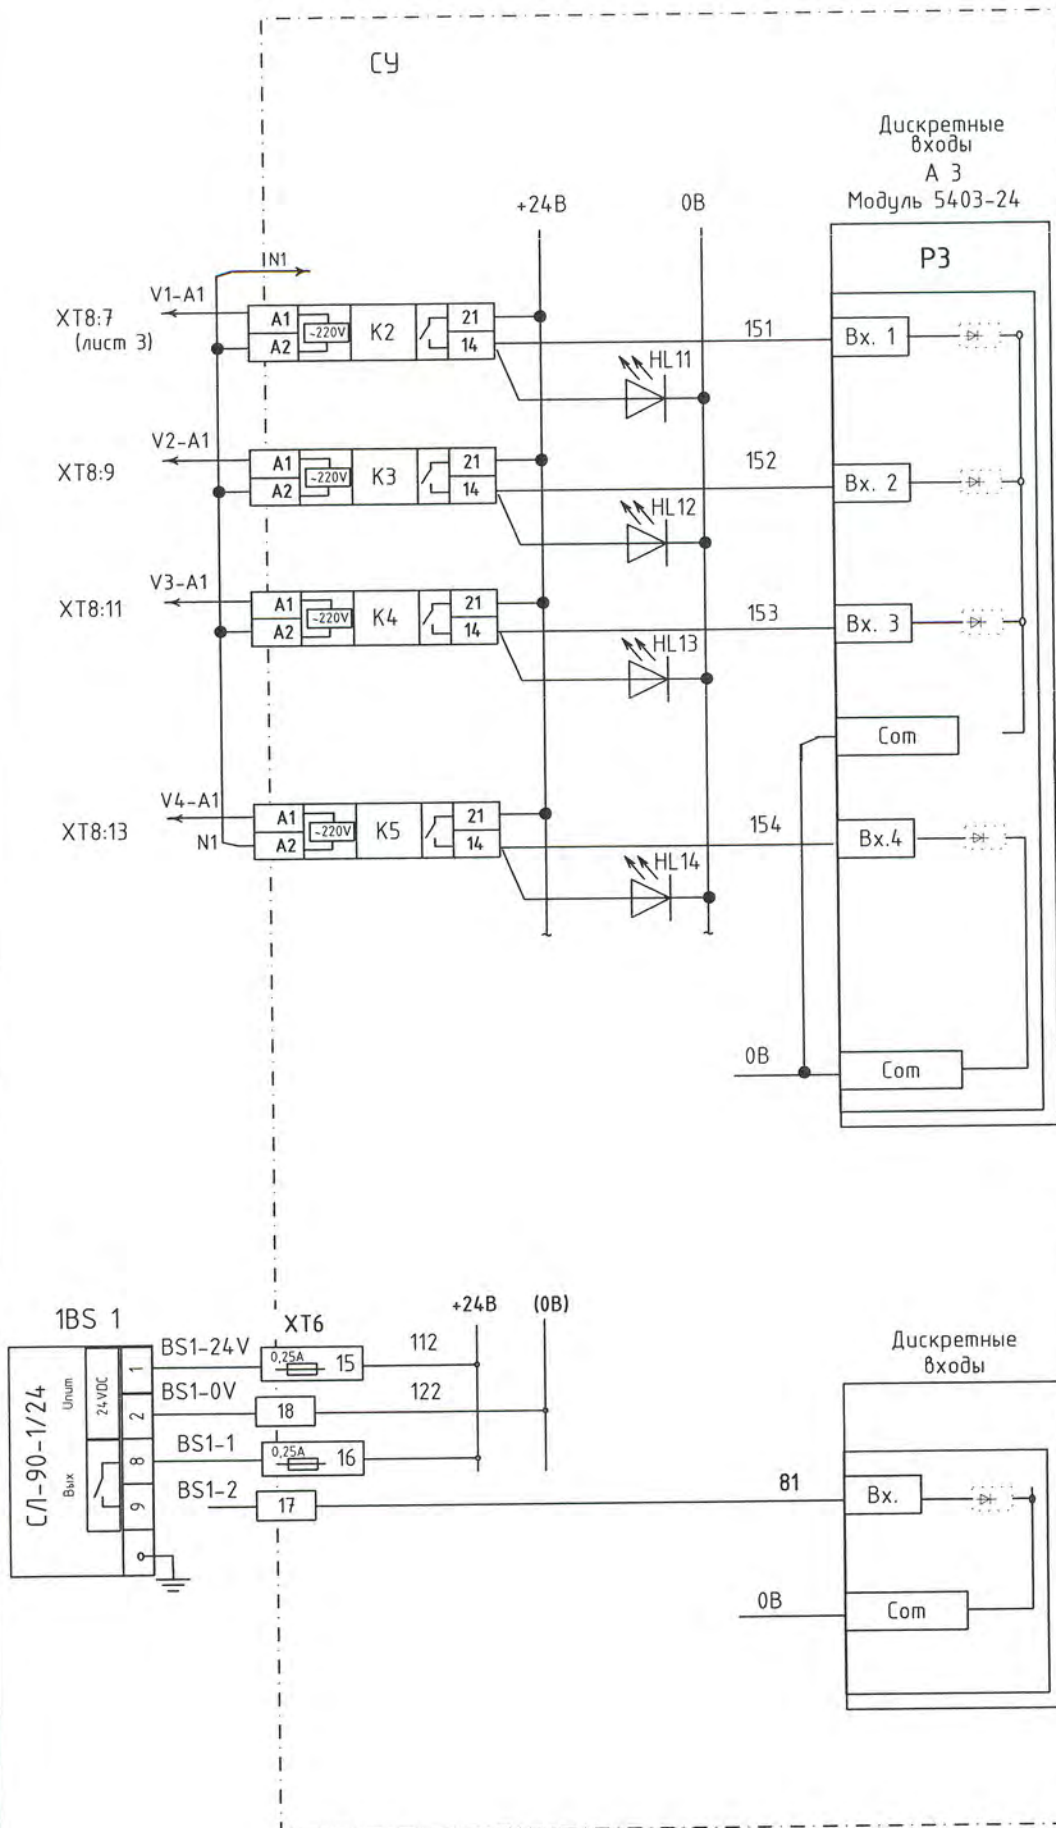 СУ
Дискретные
входы
А 3
Модуль 5403-24
+24В
0В
P3
N1
V1-A1
XT8:7
(лист 3)
A1
A2
~220V
K2
21
14
151
Вх. 1
HL11
V2-A1
XT8:9
A1
A2
~220V
K3
21
14
152
Вх. 2
HL12
V3-A1
XT8:11
A1
A2
~220V
K4
21
14
153
Вх. 3
HL13
Com
V4-A1
XT8:13
N1
A1
A2
~220V
K5
21
14
154
Вх.4
HL14
0В
Com
1BS 1
XT6
+24В
(0В)
Дискретные
входы
СЛ-90-1/24
Uпит
24VDC
Вых
1
2
8
9
BS1-24V
0,25A
15
112
BS1-0V
18
122
BS1-1
0,25A
16
BS1-2
17
81
Вх.
0В
Com